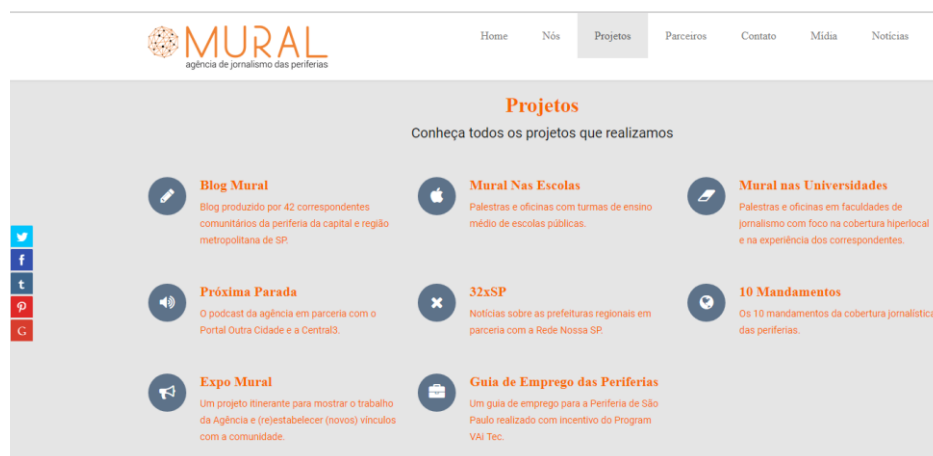 MURAL
agência de jornalismo das periferias
Home Nós Projetos Parceiros Contato Mídia Notícias
Projetos
Conheça todos os projetos que realizamos
Blog Mural
Blog produzido por 42 correspondentes
comunitários da periferia da capital e região
metropolitana de SP.
Mural Nas Escolas
Palestras e oficinas com turmas de ensino
médio de escolas públicas.
Mural nas Universidades
Palestras e oficinas em faculdades de
jornalismo com foco na cobertura hiperlocal
e na experiência dos correspondentes.
Próxima Parada
O podcast da agência em parceria com o
Portal Outra Cidade e a Central3.
32xSP
Notícias sobre as prefeituras regionais em
parceria com a Rede Nossa SP.
10 Mandamentos
Os 10 mandamentos da cobertura jornalística
das periferias.
Expo Mural
Um projeto itinerante para mostrar o trabalho
da Agência e (re)estabelecer (novos) vínculos
com a comunidade.
Guia de Emprego das Periferias
Um guia de emprego para a Periferia de São
Paulo realizado com incentivo do Program
VAi Tec.
f
t
G